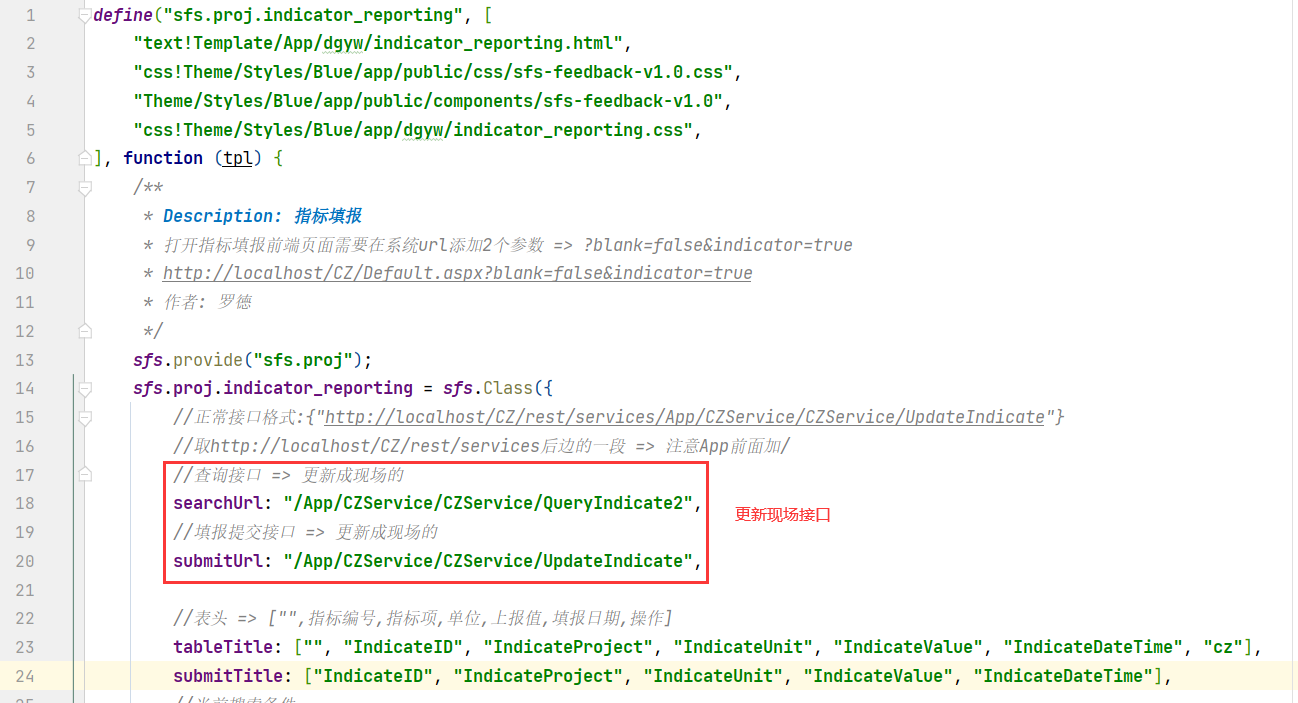 1 define("sfs.proj.indicator_reporting", [
2 "text!Template/App/dgyw/indicator_reporting.html",
3 "css!Theme/Styles/Blue/app/public/css/sfs-feedback-v1.0.css",
4 "Theme/Styles/Blue/app/public/components/sfs-feedback-v1.0",
5 "css!Theme/Styles/Blue/app/dgyw/indicator_reporting.css",
6 ], function (tpl) {
7 /**
8 * Description: 指标填报
9 * 打开指标填报前端页面需要在系统url添加2个参数 => ?blank=false&indicator=true
10 * http://localhost/CZ/Default.aspx?blank=false&indicator=true
11 * 作者: 罗德
12 */
13 sfs.provide("sfs.proj");
14 sfs.proj.indicator_reporting = sfs.Class({
15 //正常接口格式:{"http://localhost/CZ/rest/services/App/CZService/CZService/UpdateIndicate"}
16 //取http://localhost/CZ/rest/services后边的一段 => 注意App前面加/
17 //查询接口 => 更新成现场的
18 searchUrl: "/App/CZService/CZService/QueryIndicate2",
更新现场接口
19 //填报提交接口 => 更新成现场的
20 submitUrl: "/App/CZService/CZService/UpdateIndicate",
21
22 //表头 => ["",指标编号,指标项,单位,上报值,填报日期,操作]
23 tableTitle: ["", "IndicateID", "IndicateProject", "IndicateUnit", "IndicateValue", "IndicateDateTime", "cz"],
24 submitTitle: ["IndicateID", "IndicateProject", "IndicateUnit", "IndicateValue", "IndicateDateTime"],
25 //当前搜索条件